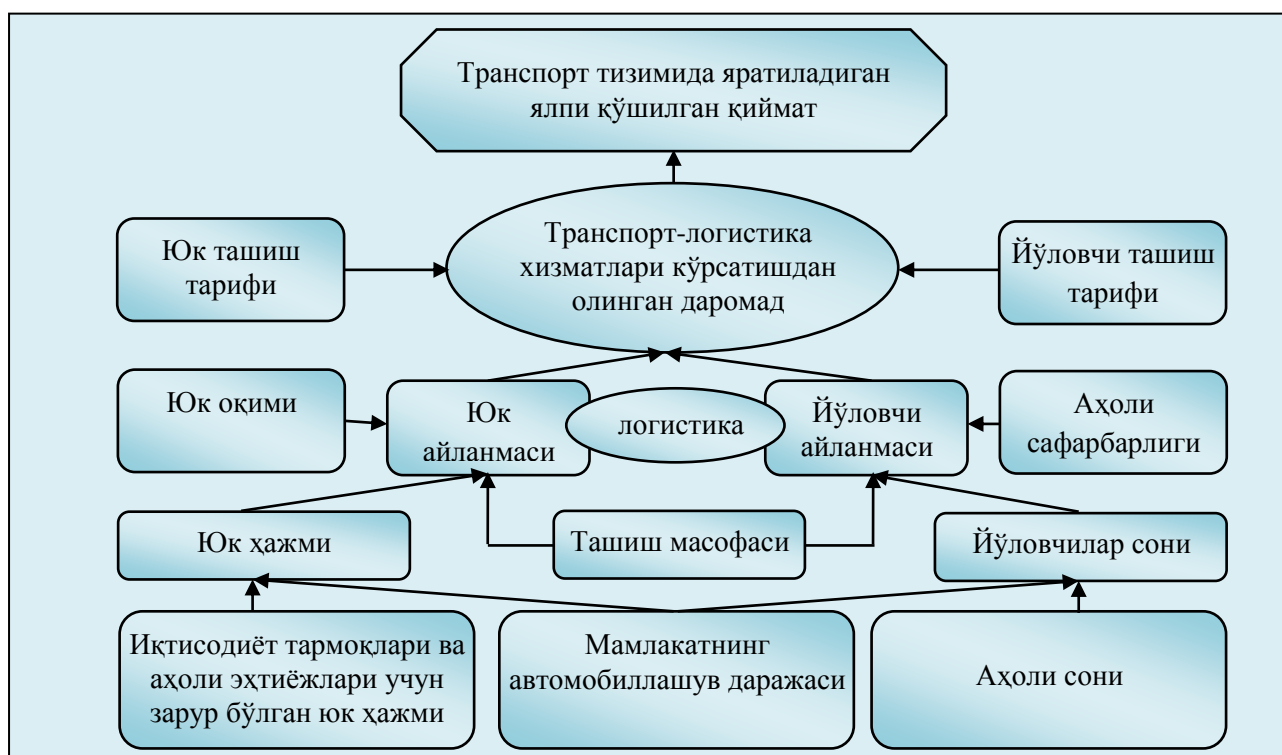 Транспорт тизимида яратиладиган
ялпи қўшилган қиймат
Юк ташиш
тарифи
Транспорт-логистика
хизматлари кўрсатишдан
олинган даромад
Йўловчи ташиш
тарифи
Юк оқими
Юк
айланмаси
логистика
Йўловчи
айланмаси
Аҳоли
сафарбарлиги
Юк ҳажми
Ташиш масофаси
Йўловчилар сони
Иқтисодиёт тармоқлари ва
аҳоли эҳтиёжлари учун
зарур бўлган юк ҳажми
Мамлакатнинг
автомобиллашув даражаси
Аҳоли сони